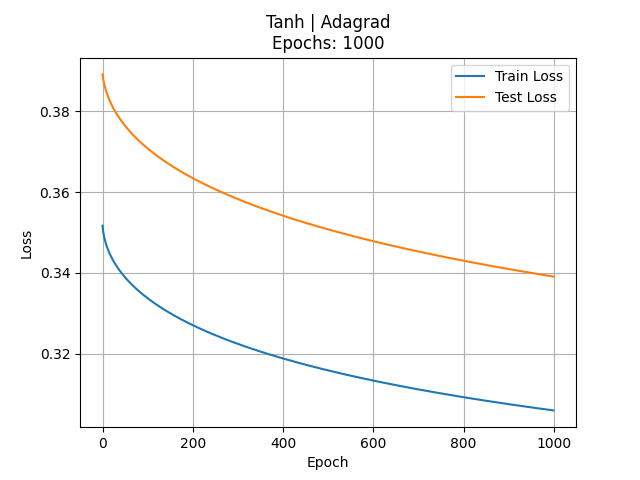 Tanh | Adagrad
Epochs: 1000
Train Loss
Test Loss
0.38
0.36
0.34
0.32
Loss
0 200 400 600 800 1000
Epoch